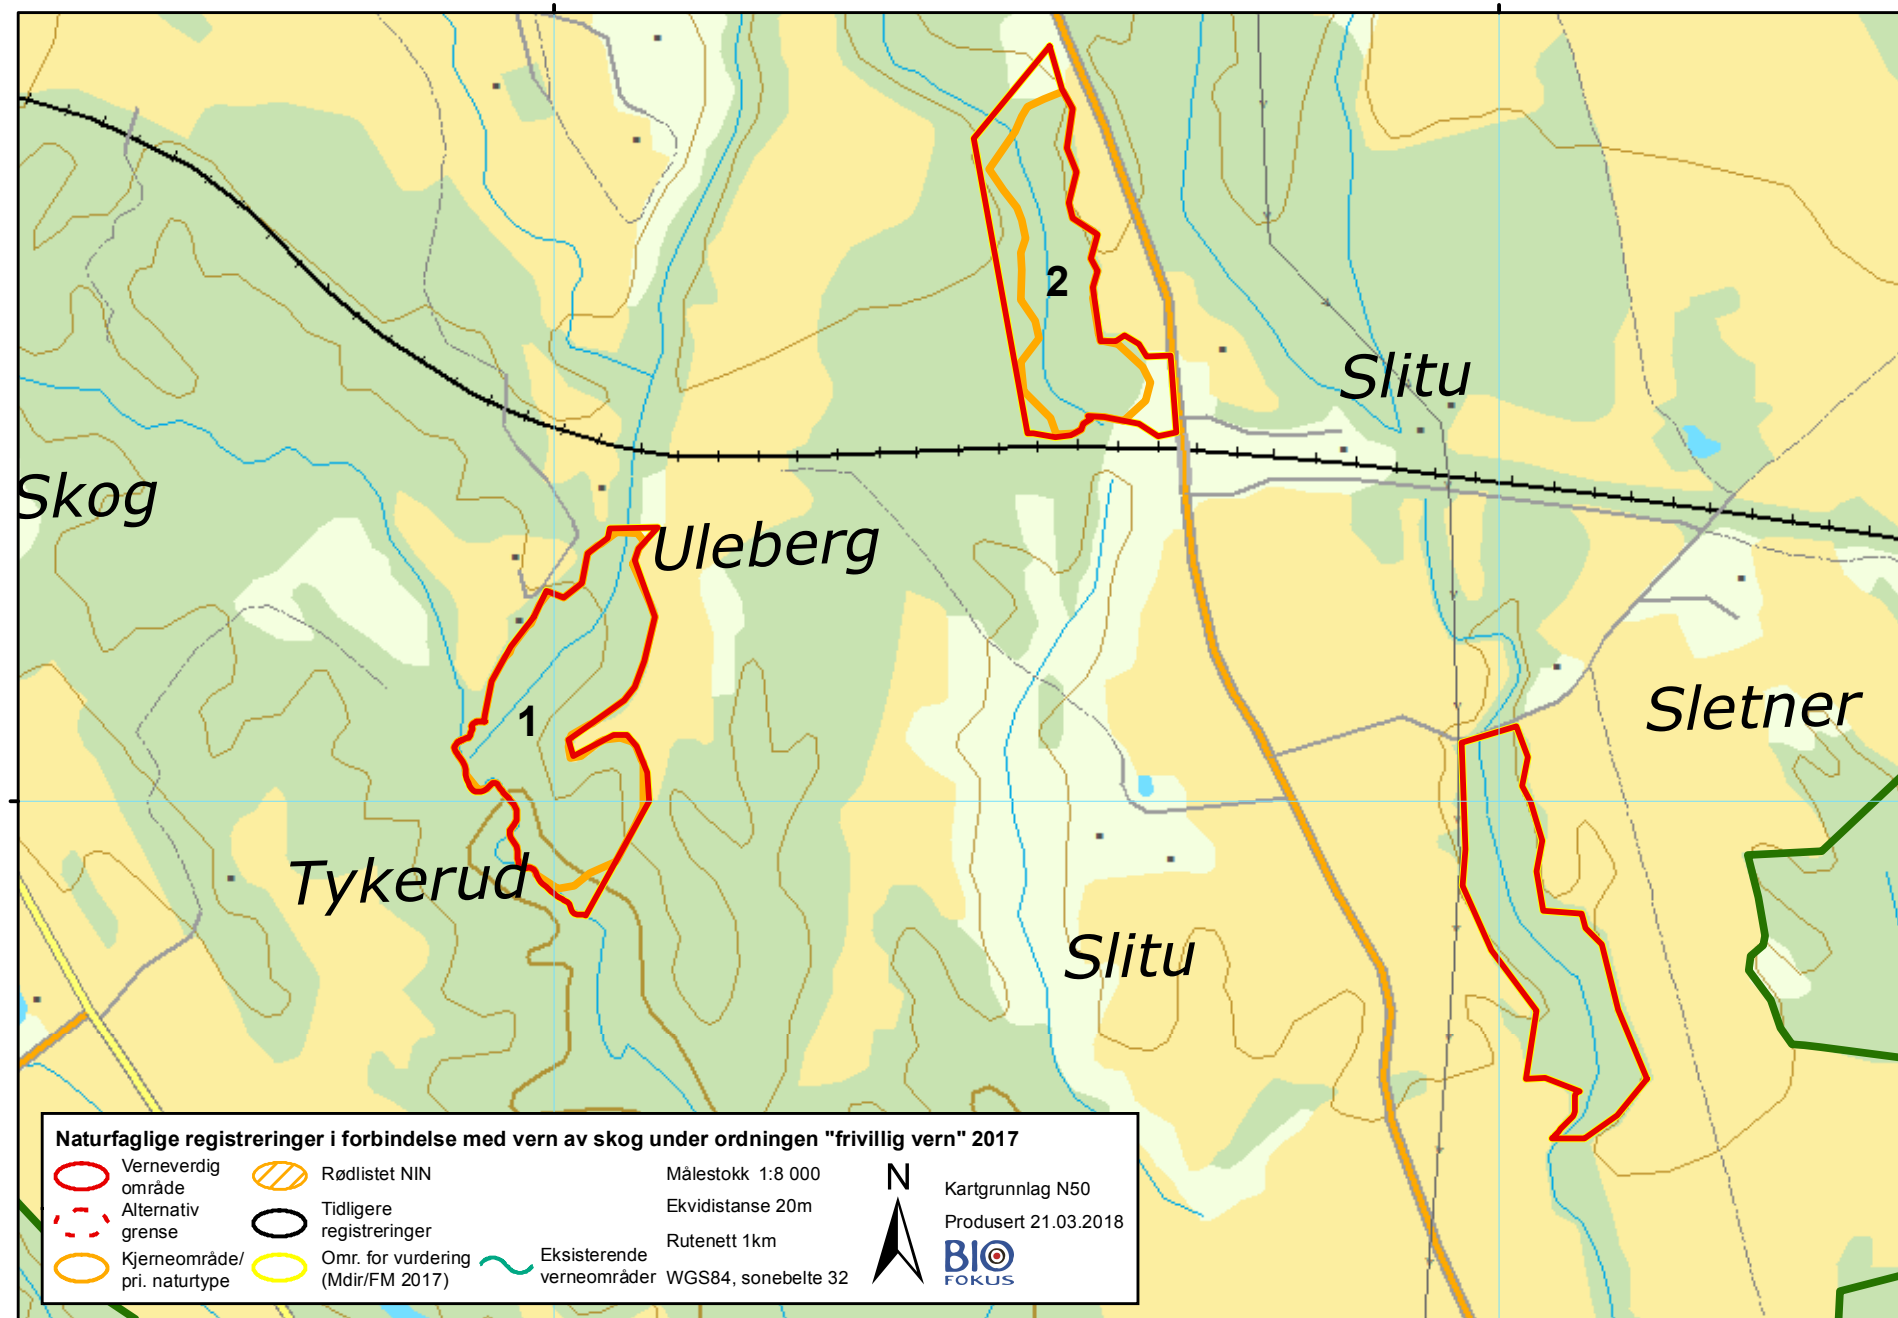 2
Slitu
Skog
Uleberg
1
Sletner
Tykerud
Slitu
Naturfaglige registreringer i forbindelse med vern av skog under ordningen "frivillig vern" 2017
Verneverdig
område
Alternativ
grense
Kjerneområde/
pri. naturtype
Rødlistet NIN
Tidligere
registreringer
Omr. for vurdering
(Mdir/FM 2017)
Eksisterende
verneområder
Målestokk 1:8 000
Ekvidistanse 20m
Rutenett 1km
WGS84, sonebelte 32
N
Kartgrunnlag N50
Produsert 21.03.2018
BIO
FOKUS